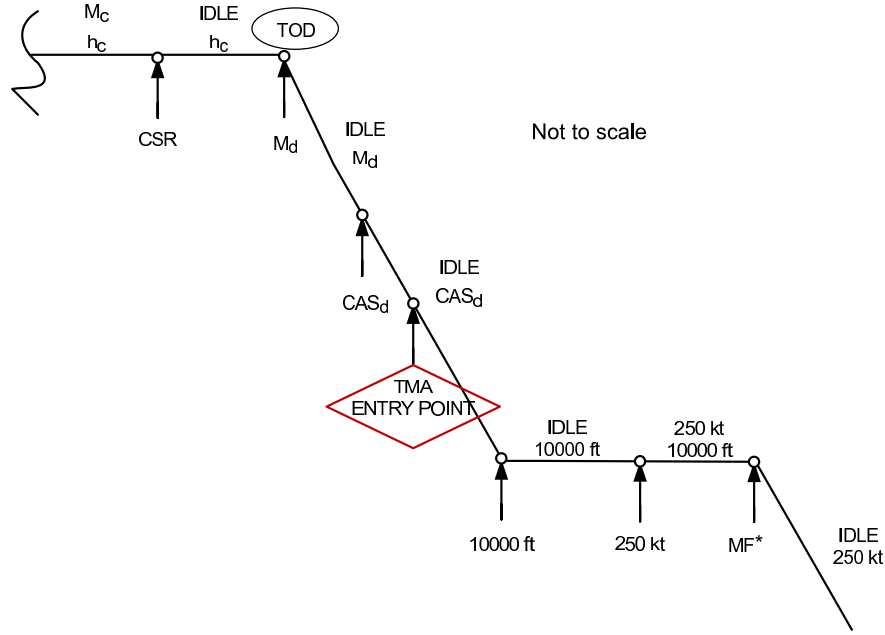 Mc
hc
IDLE
hc
TOD
CSR
Md
IDLE
Md
Not to scale
CASd
IDLE
CASd
TMA
ENTRY POINT
IDLE
10000 ft
250 kt
10000 ft
10000 ft
250 kt
MF*
IDLE
250 kt